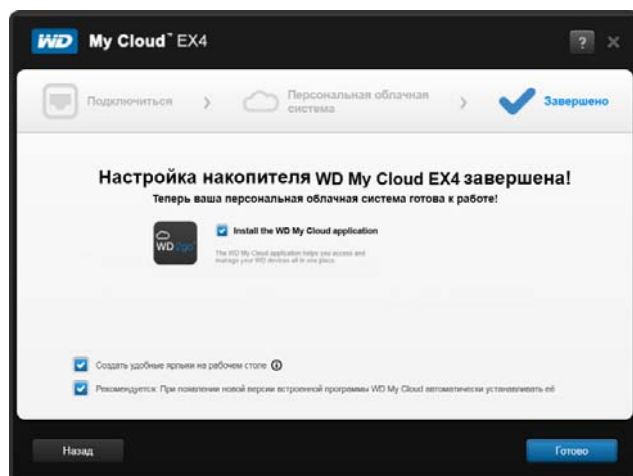 WD My Cloud™ EX4 ?
Подключиться
Персональная облачная
система
Завершено
Настройка накопителя WD My Cloud EX4 завершена!
Теперь ваша персональная облачная система готова к работе!
WD 2go
Install the WD My Cloud application
The WD My Cloud application helps you access and
manage your WD devices all in one place.
Создать удобные ярлыки на рабочем столе
Рекомендуется: При появлении новой версии встроенной программы WD My Cloud автоматически устанавливать её
Назад
Готово